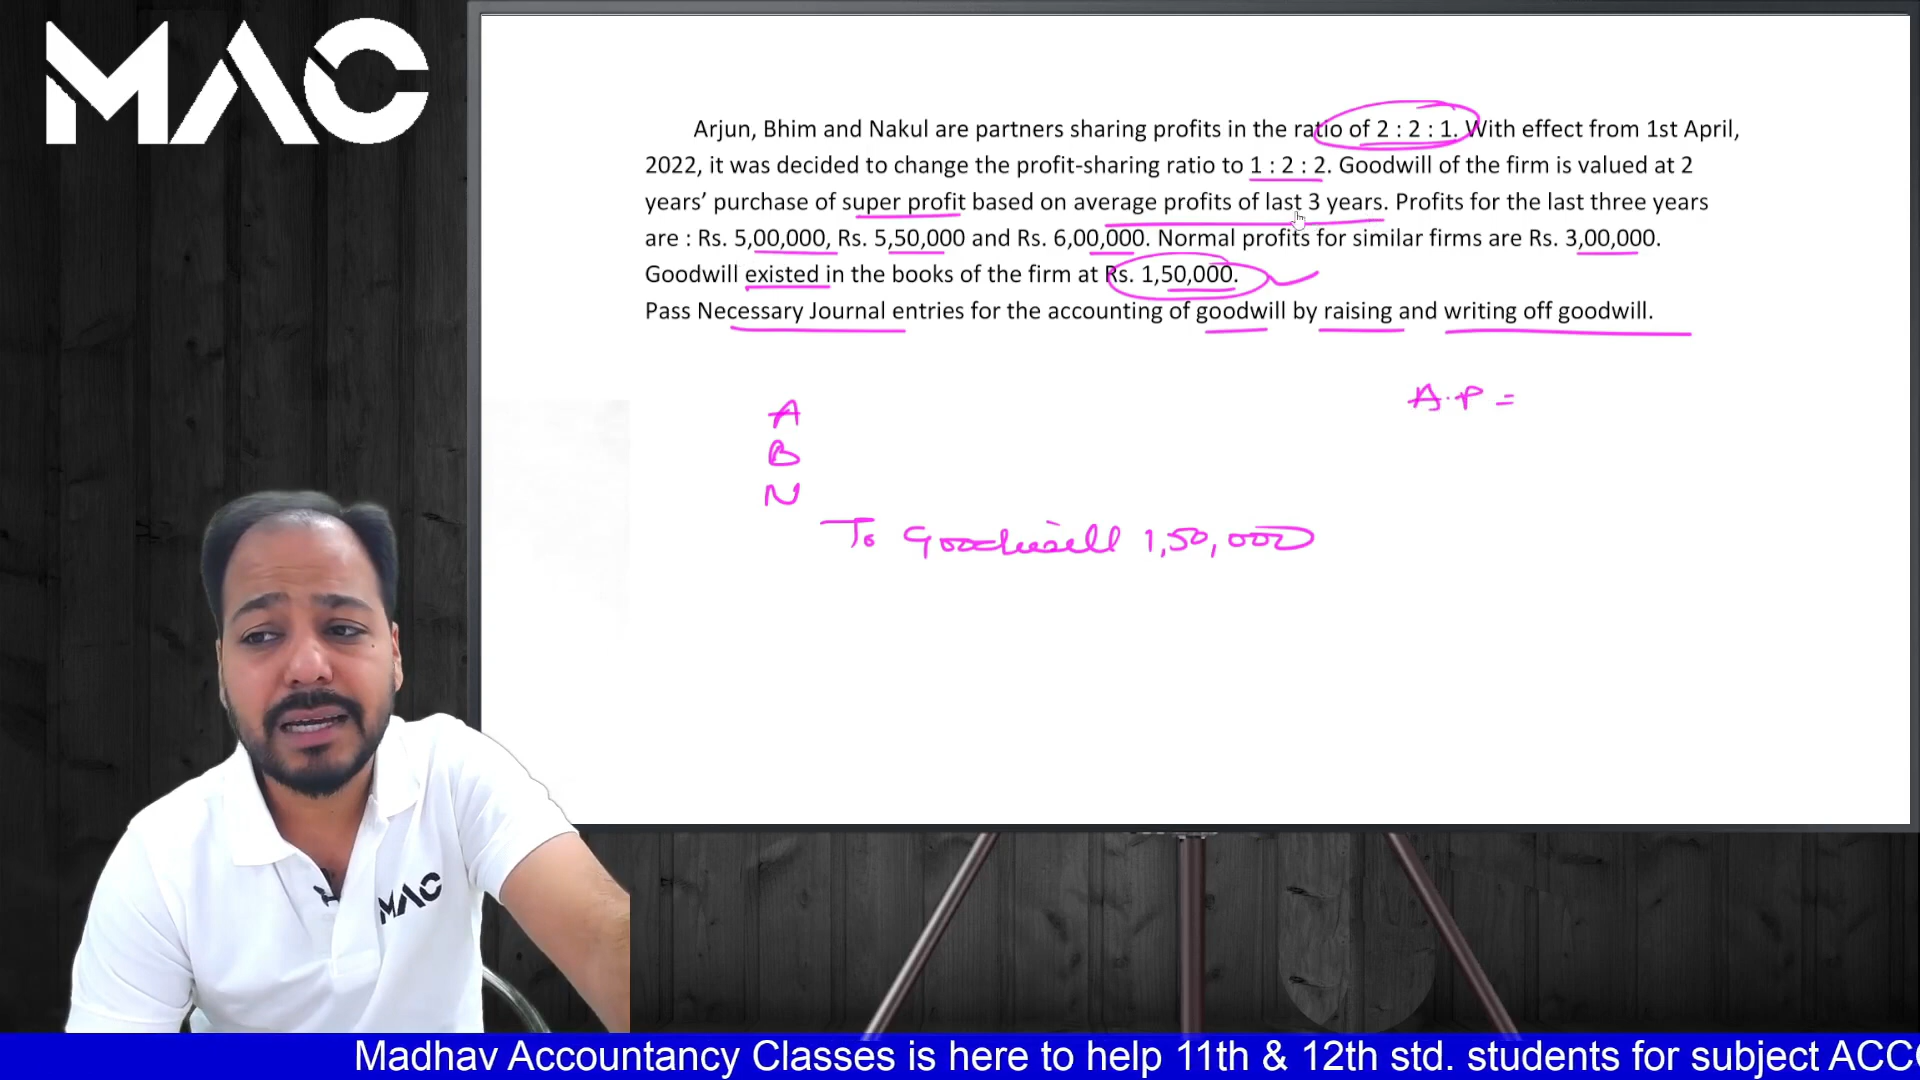 MAC
Arjun, Bhim and Nakul are partners sharing profits in the ratio of 2 : 2 : 1. With effect from 1st April,
2022, it was decided to change the profit-sharing ratio to 1 : 2 : 2. Goodwill of the firm is valued at 2
years' purchase of super profit based on average profits of last 3 years. Profits for the last three years
are : Rs. 5,00,000, Rs. 5,50,000 and Rs. 6,00,000. Normal profits for similar firms are Rs. 3,00,000.
Goodwill existed in the books of the firm at Rs. 1,50,000.
Pass Necessary Journal entries for the accounting of goodwill by raising and writing off goodwill.
A
B
N
To Goodwill 1,50,000
A.P =
MAC
Madhav Accountancy Classes is here to help 11th & 12th std. students for subject ACCO